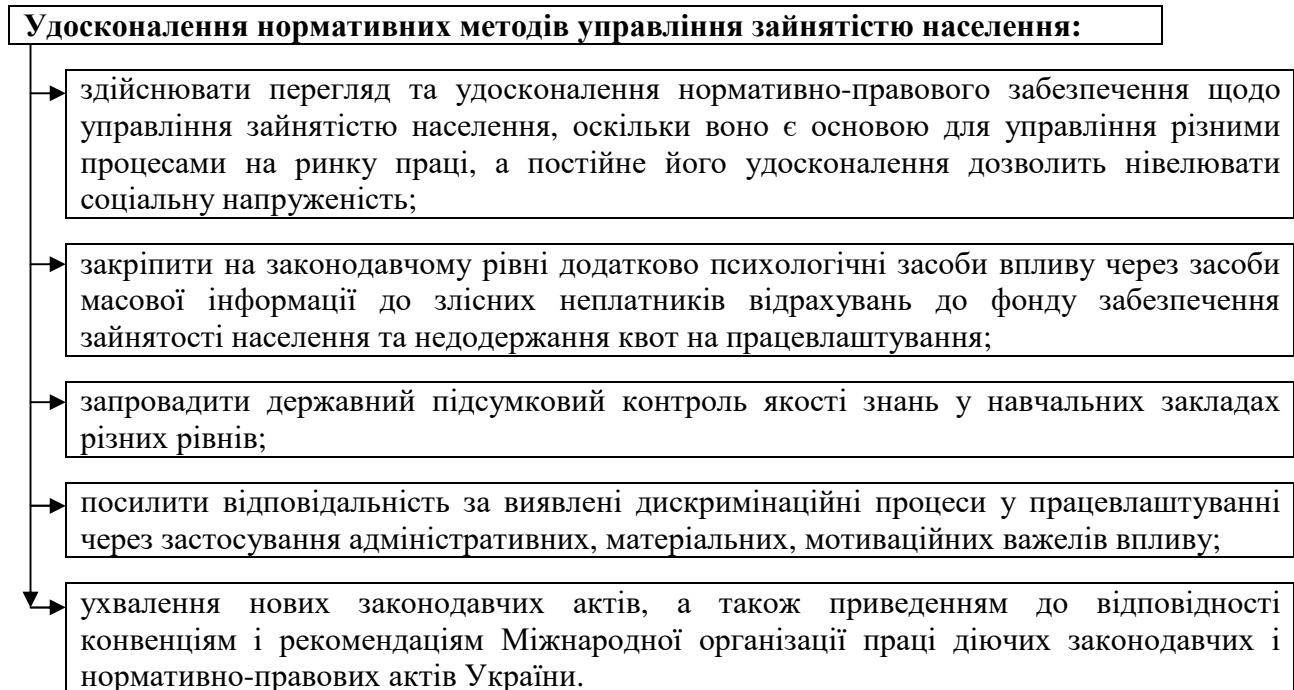 Удосконалення нормативних методів управління зайнятістю населення:
здійснювати перегляд та удосконалення нормативно-правового забезпечення щодо
управління зайнятістю населення, оскільки воно є основою для управління різними
процесами на ринку праці, а постійне його удосконалення дозволить нівелювати
соціальну напруженість;
закріпити на законодавчому рівні додатково психологічні засоби впливу через засоби
масової інформації до злісних неплатників відрахувань до фонду забезпечення
зайнятості населення та недодержання квот на працевлаштування;
запровадити державний підсумковий контроль якості знань у навчальних закладах
різних рівнів;
посилити відповідальність за виявлені дискримінаційні процеси у працевлаштуванні
через застосування адміністративних, матеріальних, мотиваційних важелів впливу;
ухвалення нових законодавчих актів, а також приведенням до відповідності
конвенціям і рекомендаціям Міжнародної організації праці діючих законодавчих і
нормативно-правових актів України.